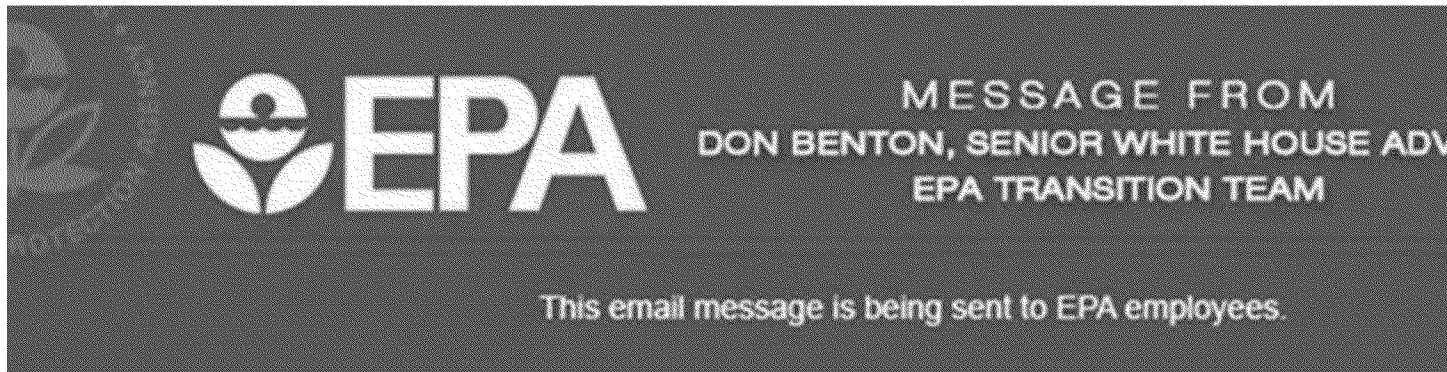 EPA
MESSAGE FROM
DON BENTON, SENIOR WHITE HOUSE ADV
EPA TRANSITION TEAM
This email message is being sent to EPA employees.